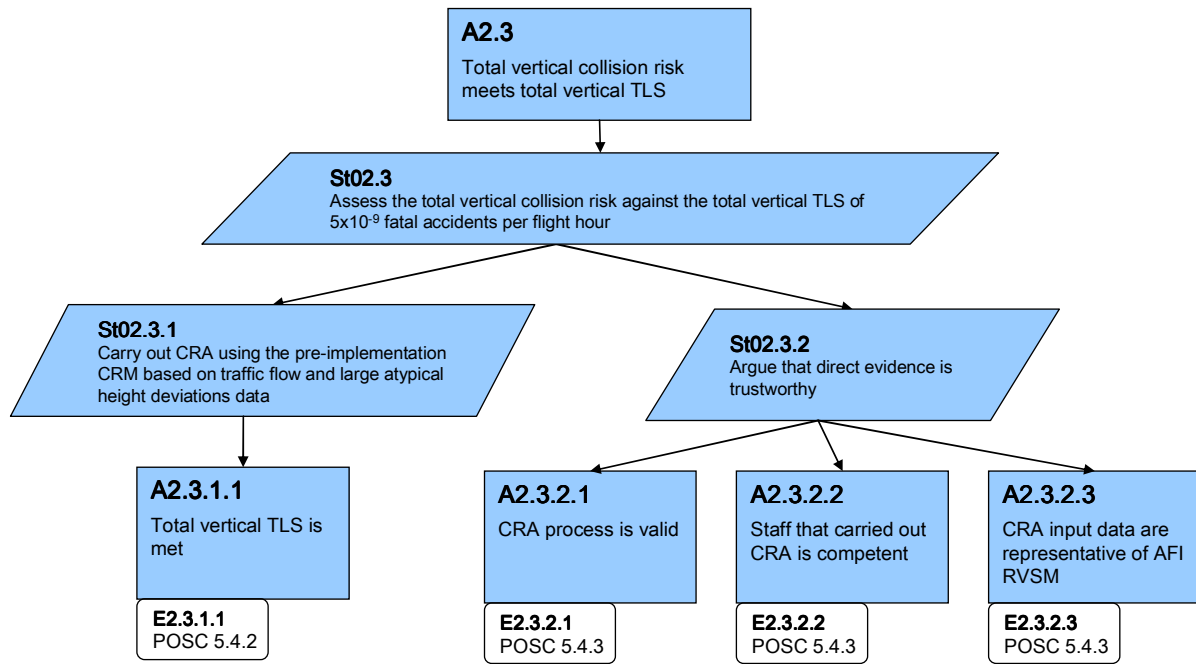 A2.3
Total vertical collision risk
meets total vertical TLS
St02.3
Assess the total vertical collision risk against the total vertical TLS of
5x10⁻⁹ fatal accidents per flight hour
St02.3.1
Carry out CRA using the pre-implementation
CRM based on traffic flow and large atypical
height deviations data
St02.3.2
Argue that direct evidence is
trustworthy
A2.3.1.1
Total vertical TLS is
met
E2.3.1.1
POSC 5.4.2
A2.3.2.1
CRA process is valid
E2.3.2.1
POSC 5.4.3
A2.3.2.2
Staff that carried out
CRA is competent
E2.3.2.2
POSC 5.4.3
A2.3.2.3
CRA input data are
representative of AFI
RVSM
E2.3.2.3
POSC 5.4.3